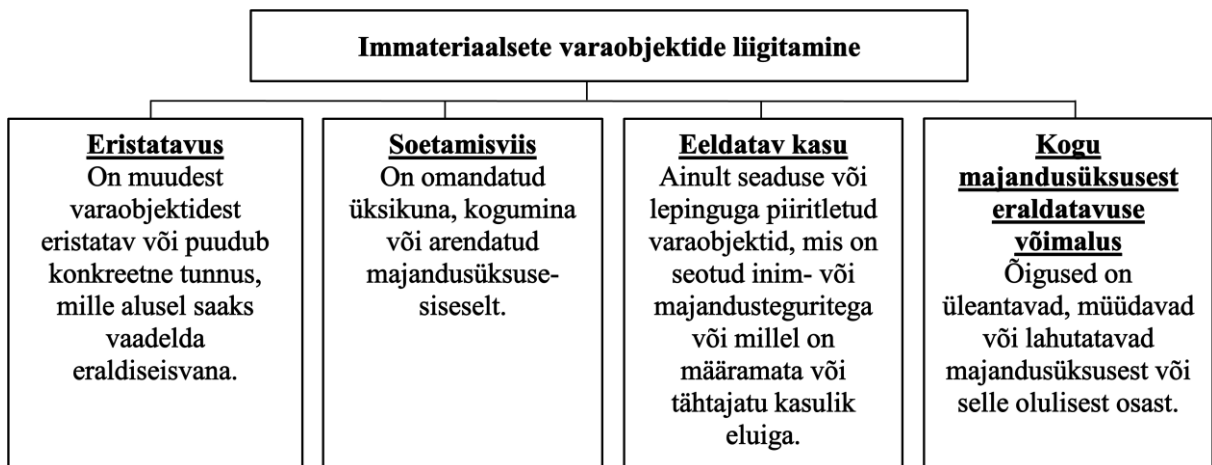 Immateriaalsete varaobjektide liigitamine
Eristatavus
On muudest
varaobjektidest
eristatav või puudub
konkreetne tunnus,
mille alusel saaks
vaadelda
eraldiseisvana.
Soetamisviis
On omandatud
üksikuna, kogumina
või arendatud
majandusüksuse-
siseselt.
Eeldatav kasu
Ainult seaduse või
lepinguga piiritletud
varaobjektid, mis on
seotud inim- või
majandusteguritega
või millel on
määramata või
tähtajatu kasulik
eluiga.
Kogu
majandusüksusest
eraldatavuse
võimalus
Õigused on
üleantavad, müüdavad
või lahutatavad
majandusüksusest või
selle olulisest osast.